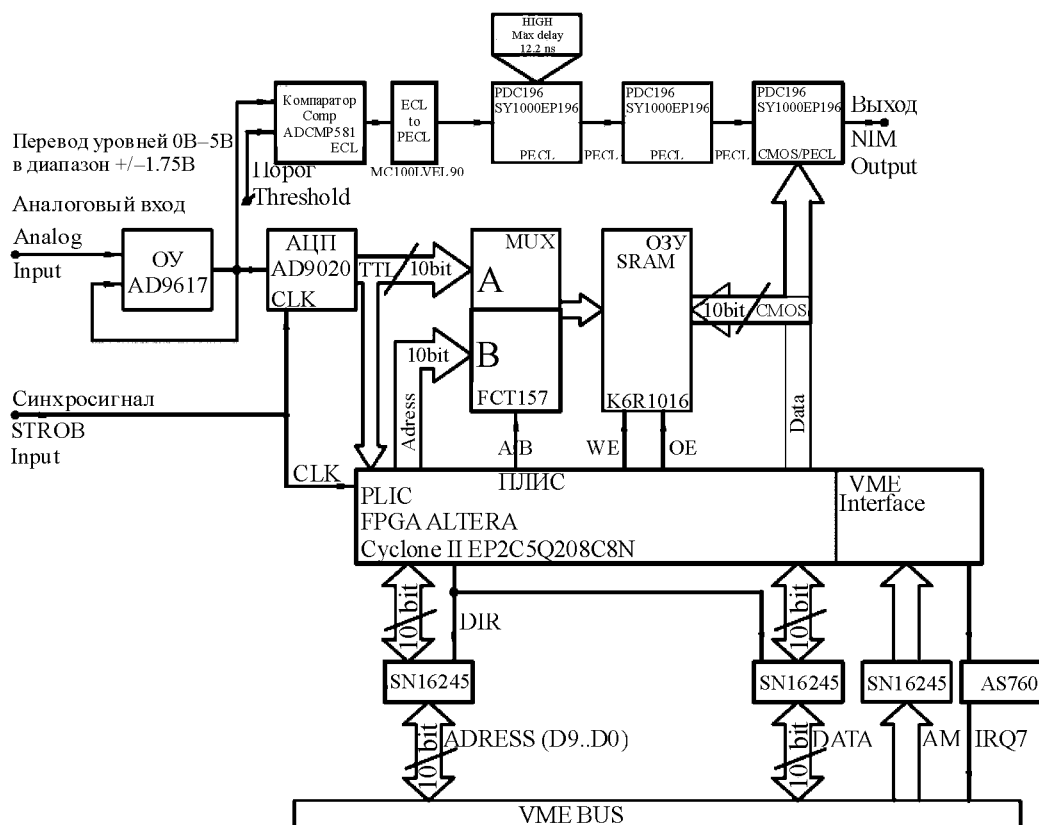 HIGH
Max delay
12.2 ns
Компаратор
Comp
ADCMP581
ECL
ECL
to
PECL
MC100LVEL90
PDC196
SY1000EP196
PECL
PECL
PDC196
SY1000EP196
PECL
PECL
PDC196
SY1000EP196
CMOS/PECL
Выход
NIM
Output
Перевод уровней 0В–5В
в диапазон +/–1.75В
Порог
Threshold
Аналоговый вход
Analog
Input
ОУ
AD9617
АЦП
AD9020
CLK
TTL
10bit
MUX
A
B
FCT157
10bit
Adress
ОЗУ
SRAM
K6R1016
10bit
CMOS
Data
Синхросигнал
STROB
Input
CLK
A/B
WE
OE
ПЛИС
PLIC
FPGA ALTERA
Cyclone II EP2C5Q208C8N
VME
Interface
10 bit
DIR
10 bit
SN16245
SN16245
SN16245
AS760
10 bit
ADRESS (D9..D0)
10 bit
DATA
AM
IRQ7
VME BUS